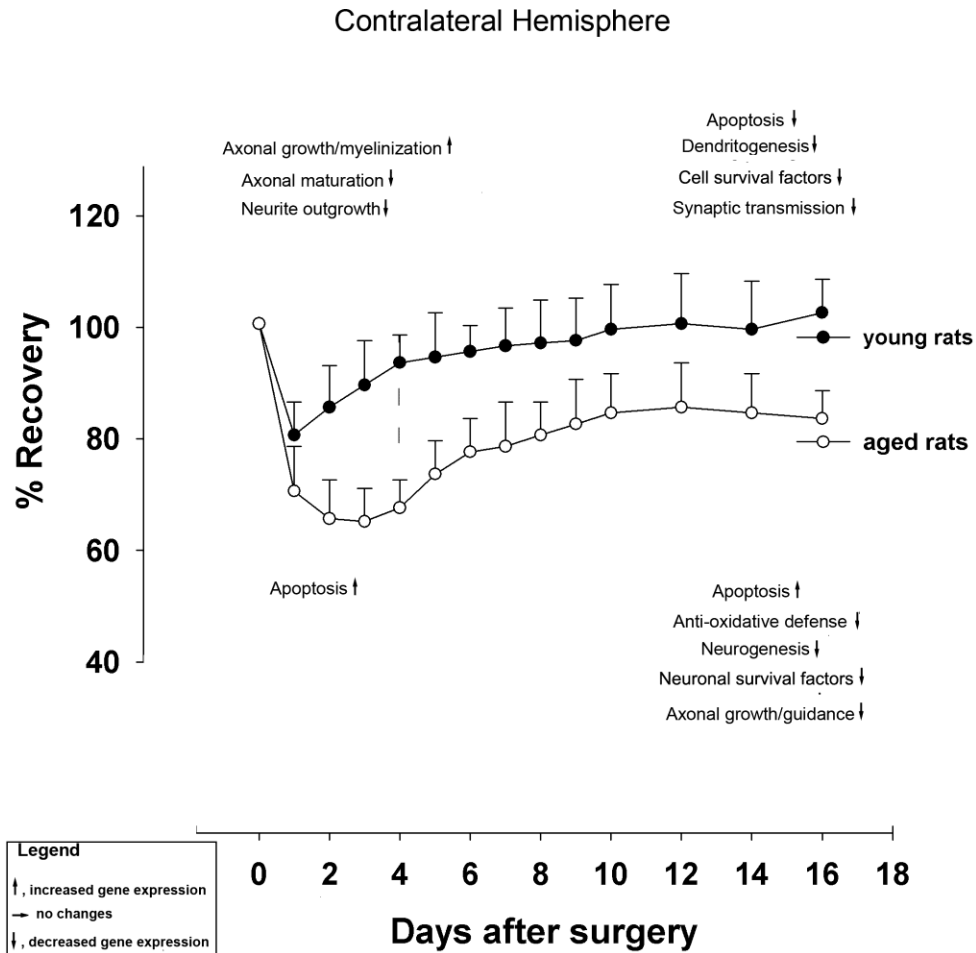 Contralateral Hemisphere
Axonal growth/myelinization ↑
Axonal maturation ↓
Neurite outgrowth ↓
Apoptosis ↓
Dendritogenesis ↓
Cell survival factors ↓
Synaptic transmission ↓
120
100
80
60
40
% Recovery
young rats
aged rats
Apoptosis ↑
Apoptosis ↑
Anti-oxidative defense ↓
Neurogenesis ↓
Neuronal survival factors ↓
Axonal growth/guidance ↓
0 2 4 6 8 10 12 14 16 18
Days after surgery
Legend
↑ , increased gene expression
→ no changes
↓ , decreased gene expression